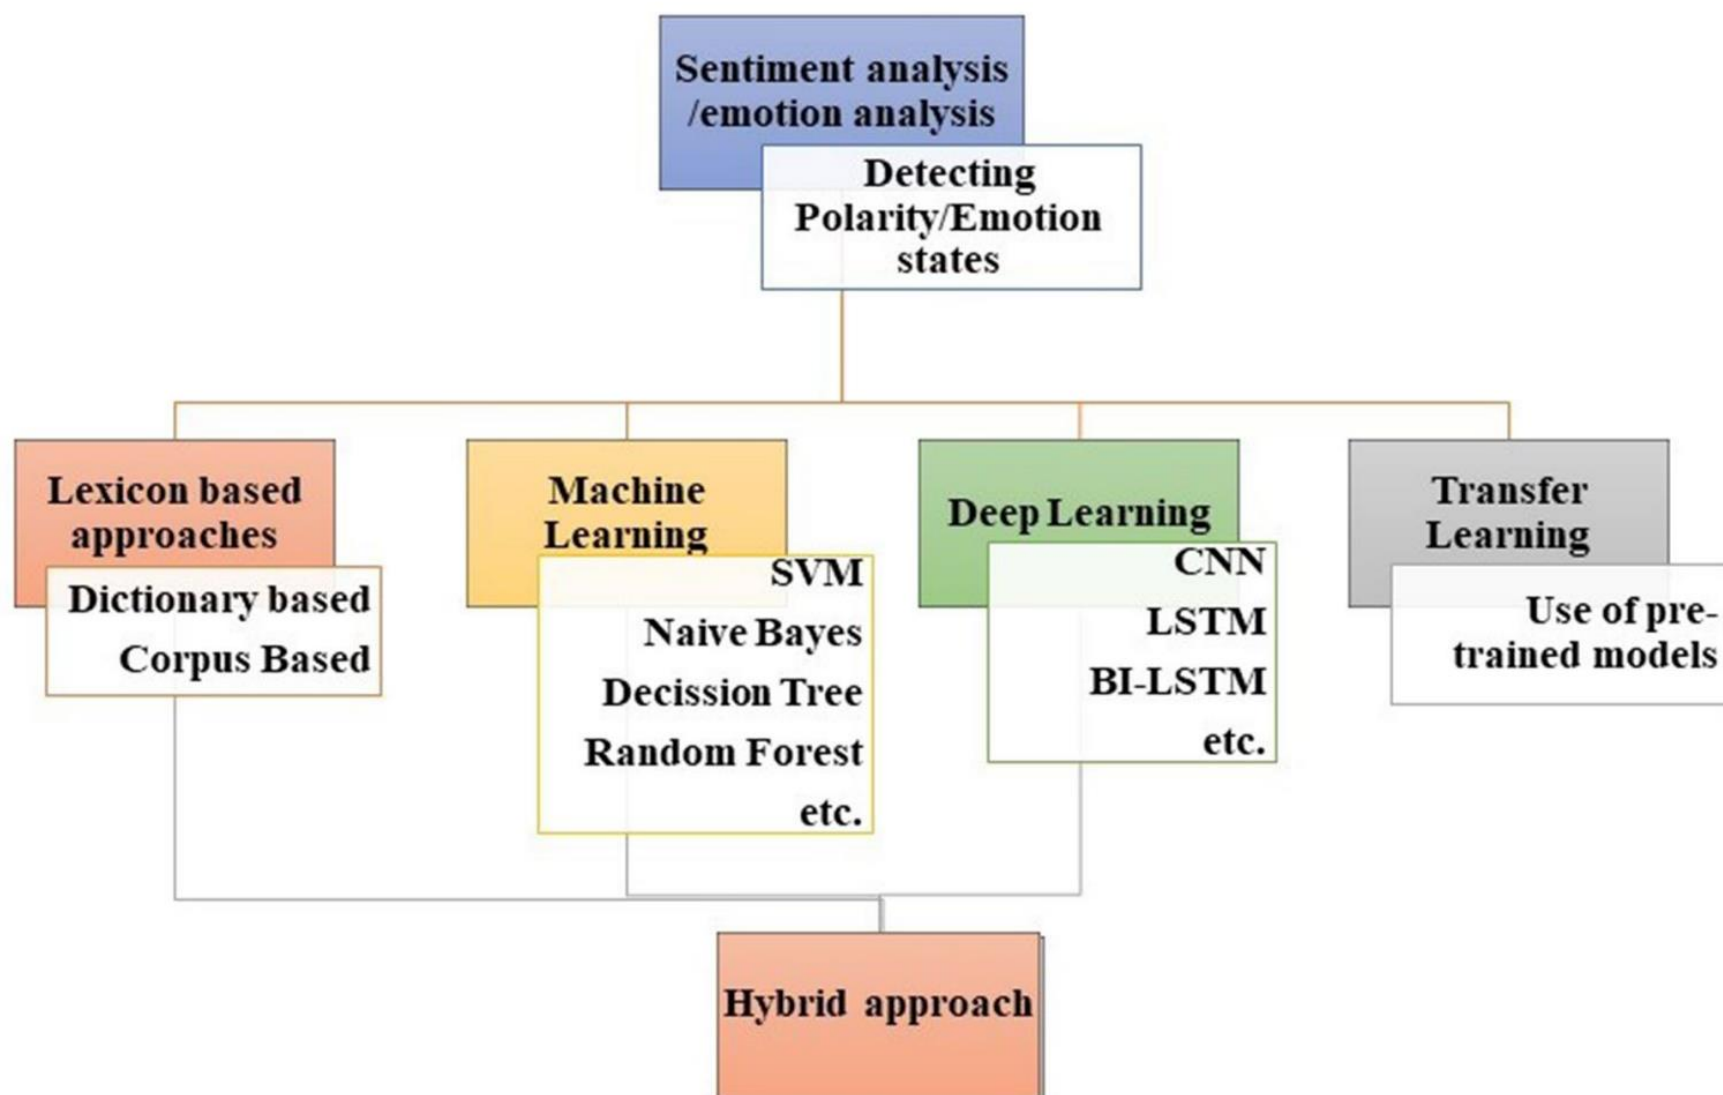 Sentiment analysis
/emotion analysis
Detecting
Polarity/Emotion
states
Lexicon based
approaches
Dictionary based
Corpus Based
Machine
Learning
SVM
Naive Bayes
Decission Tree
Random Forest
etc.
Deep Learning
CNN
LSTM
BI-LSTM
etc.
Transfer
Learning
Use of pre-
trained models
Hybrid approach